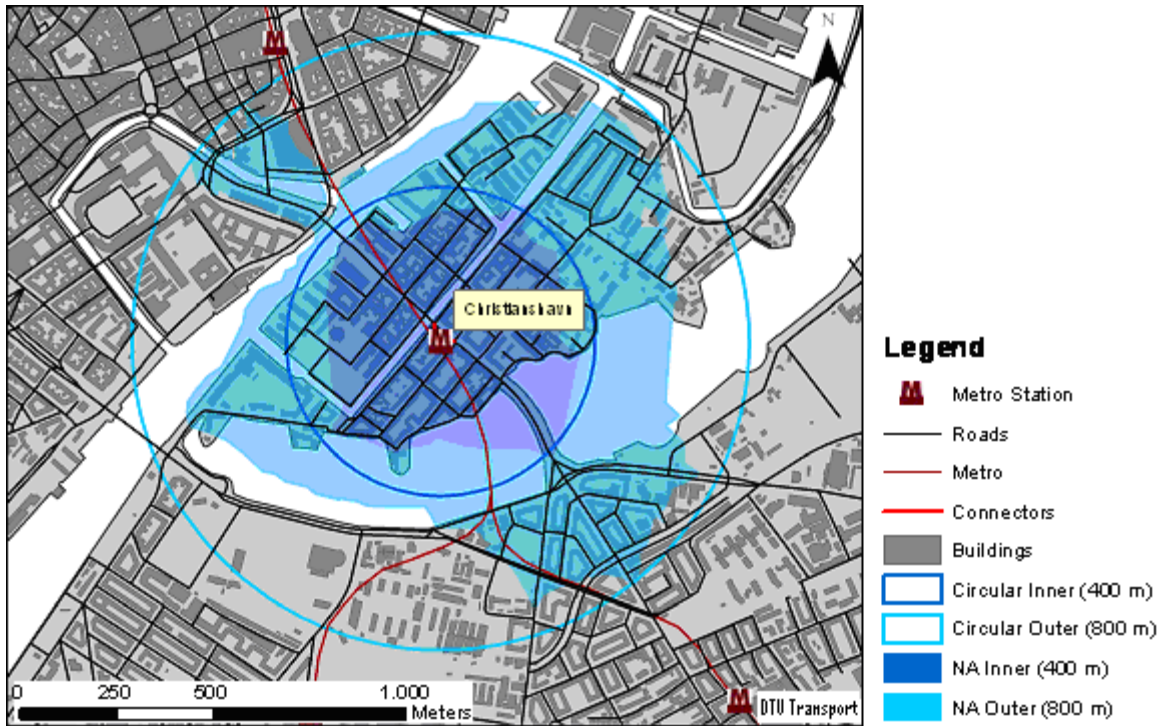 N
Christianshavn
0 250 500 1.000
Meters
DTU Transport
Legend
Metro Station
Roads
Metro
Connectors
Buildings
Circular Inner (400 m)
Circular Outer (800 m)
NA Inner (400 m)
NA Outer (800 m)